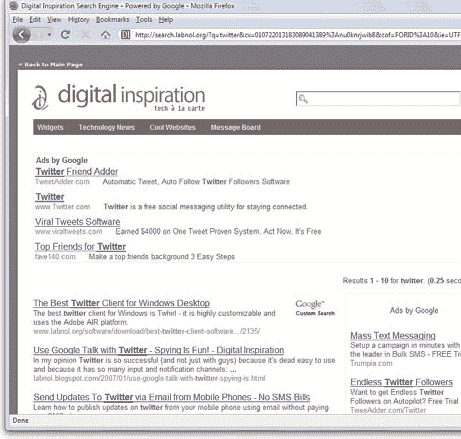 Digital Inspiration Search Engine - Powered by Google - Mozilla Firefox
File Edit View History Bookmarks Tools Help
http://search.labnol.org/?q=twitter&cx=010722013183089041389%3Anu0knrjwib8&cof=FORID%3A10&ie=UTF
< Back to Main Page
digital inspiration
tech à la carte
Widgets Technology News Cool Websites Message Board
Ads by Google
Twitter Friend Adder
TweetAdder.com Automatic Tweet, Auto Follow Twitter Followers Software
Twitter
www.Twitter.com Twitter is a free social messaging utility for staying connected.
Viral Tweets Software
www.viraltweets.com Earned $4000 on One Tweet Proven System. Act Now, It's Free
Top Friends for Twitter
fave140.com Make a top friends background 3 Easy Steps
Results 1 - 10 for twitter. (0.25 sec
The Best Twitter Client for Windows Desktop
The best twitter client for Windows is Twhirl - it is highly customizable and
uses the Adobe AIR platform.
www.labnol.org/software/download/best-twitter-client-software.../2135/
Use Google Talk with Twitter - Spying Is Fun! - Digital Inspiration
In my opinion Twitter is so successful (and not just with guys) because it's dead easy to use
and because it has so many input and notification channels: ...
labnol.blogspot.com/2007/01/use-google-talk-with-twitter-spying-is.html
Send Updates To Twitter via Email from Mobile Phones - No SMS Bills
Learn how to publish updates on twitter from your mobile phone using email without paying
Google™
Custom Search
Ads by Google
Mass Text Messaging
Setup a campaign in minutes with
the leader in Bulk SMS - FREE Tri
Trumpia.com
Endless Twitter Followers
Want to get Endless Twitter
Followers on Autopilot? Free Trial
TweeAdder.com/Twitter
Done